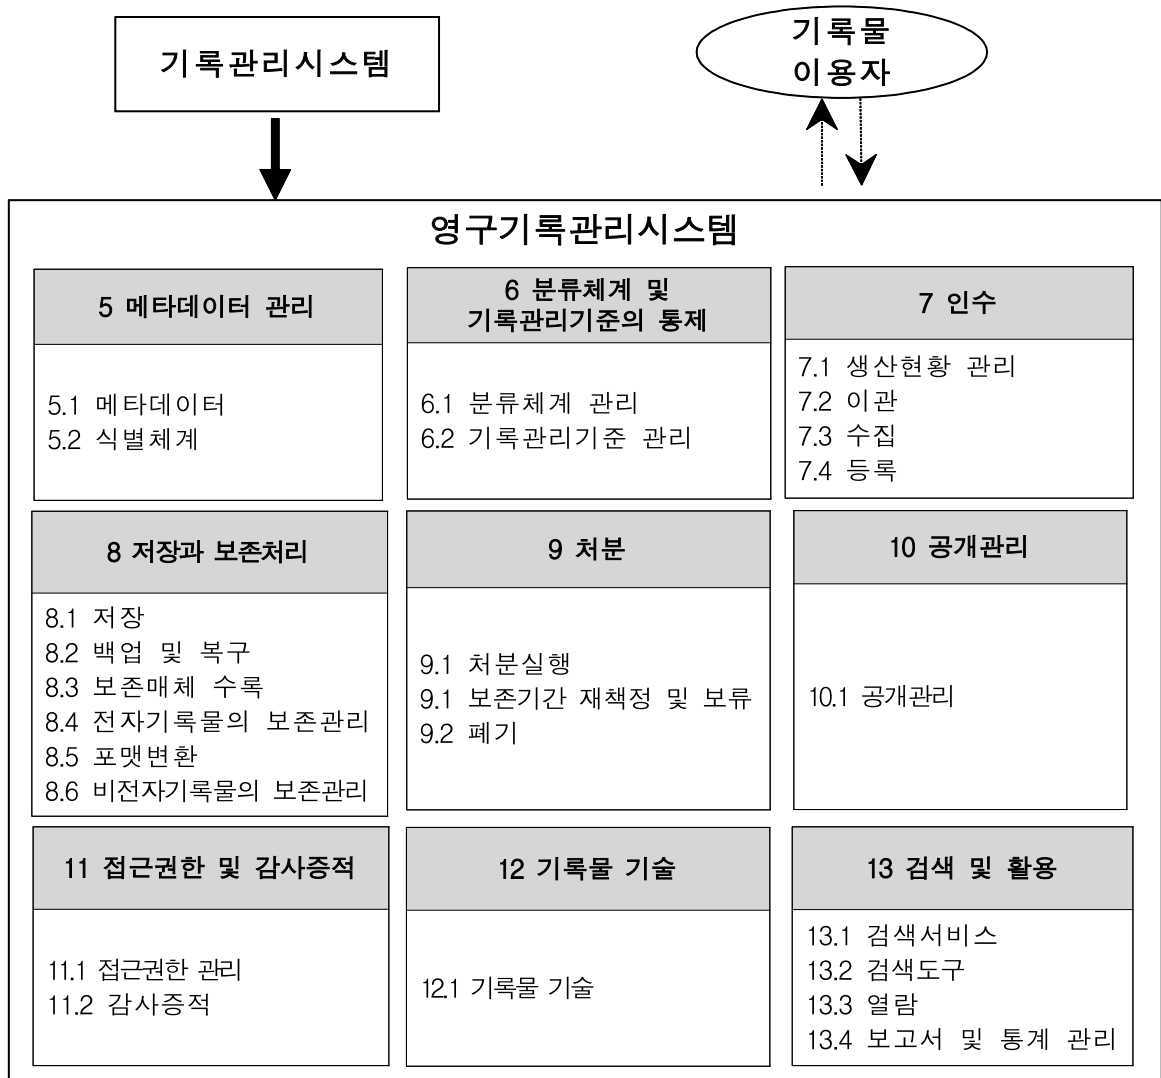 기록관리시스템
기록물
이용자
영구기록관리시스템
5 메타데이터 관리
5.1 메타데이터
5.2 식별체계
6 분류체계 및
기록관리기준의 통제
6.1 분류체계 관리
6.2 기록관리기준 관리
7 인수
7.1 생산현황 관리
7.2 이관
7.3 수집
7.4 등록
8 저장과 보존처리
8.1 저장
8.2 백업 및 복구
8.3 보존매체 수록
8.4 전자기록물의 보존관리
8.5 포맷변환
8.6 비전자기록물의 보존관리
9 처분
9.1 처분실행
9.1 보존기간 재책정 및 보류
9.2 폐기
10 공개관리
10.1 공개관리
11 접근권한 및 감사증적
11.1 접근권한 관리
11.2 감사증적
12 기록물 기술
12.1 기록물 기술
13 검색 및 활용
13.1 검색서비스
13.2 검색도구
13.3 열람
13.4 보고서 및 통계 관리